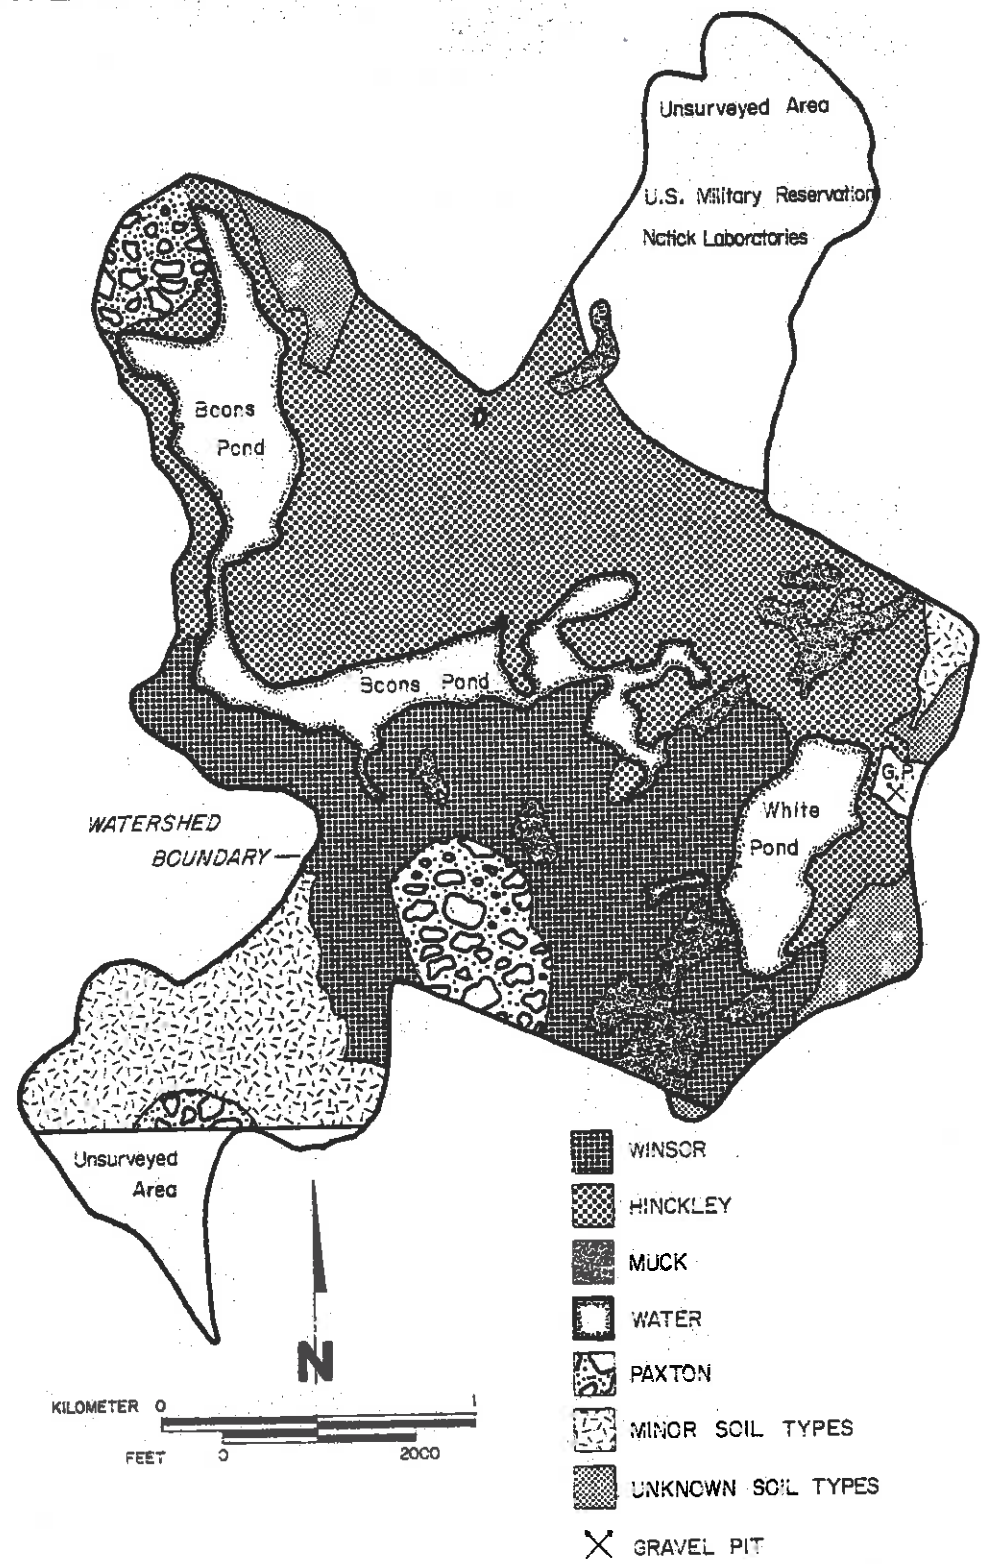 Unsurveyed Area
U.S. Military Reservation
Natick Laboratories
Boons
Pond
Boons Pond
G.P.
White
Pond
WATERSHED
BOUNDARY
Unsurveyed
Area
N
KILOMETER 0 1
FEET 0 2000
WINSOR
HINCKLEY
MUCK
WATER
PAXTON
MINOR SOIL TYPES
UNKNOWN SOIL TYPES
GRAVEL PIT